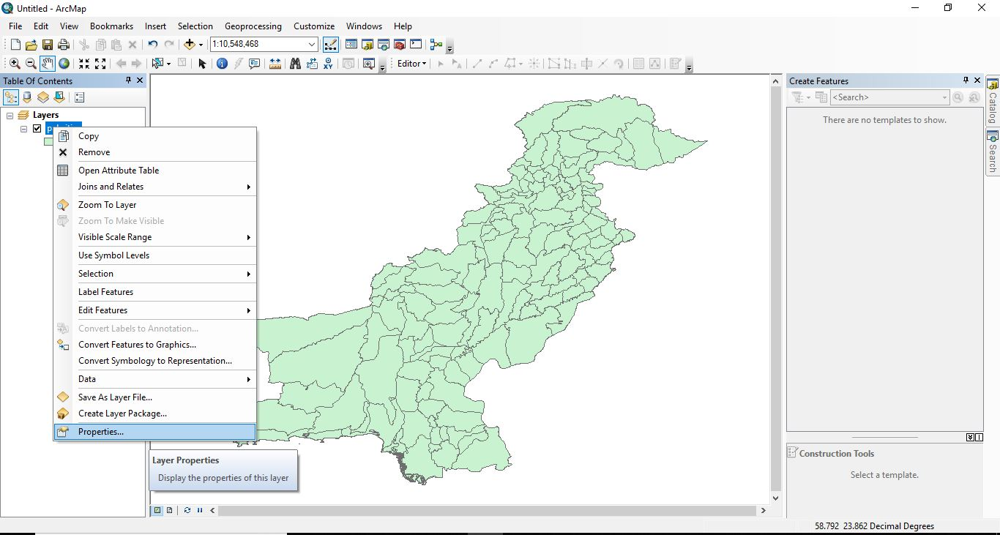 Untitled - ArcMap
File Edit View Bookmarks Insert Selection Geoprocessing Customize Windows Help
1:10,548,468
Editor
Table Of Contents
Layers
Copy
Remove
Open Attribute Table
Joins and Relates
Zoom To Layer
Zoom To Make Visible
Visible Scale Range
Use Symbol Levels
Selection
Label Features
Edit Features
Convert Labels to Annotation...
Convert Features to Graphics...
Convert Symbology to Representation...
Data
Save As Layer File...
Create Layer Package...
Properties...
Layer Properties
Display the properties of this layer
Create Features
<Search>
There are no templates to show.
Construction Tools
Select a template.
Catalog
Search
58.792 23.862 Decimal Degrees